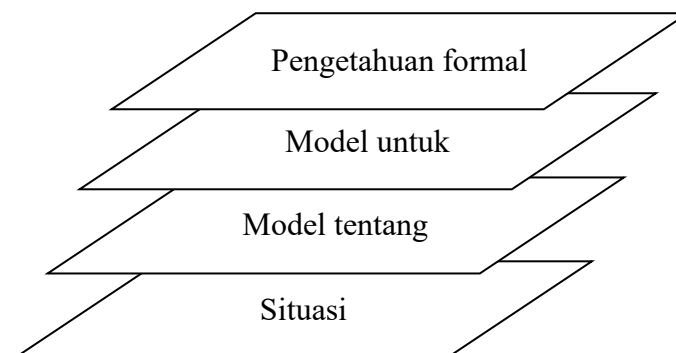 Pengetahuan formal
Model untuk
Model tentang
Situasi